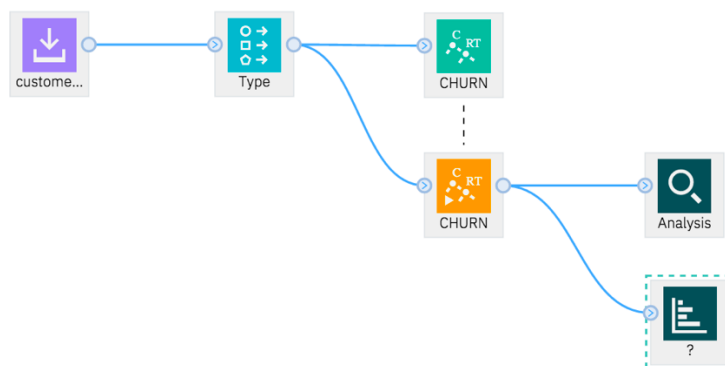 custome...
Type
C RT
CHURN
C RT
CHURN
Analysis
?